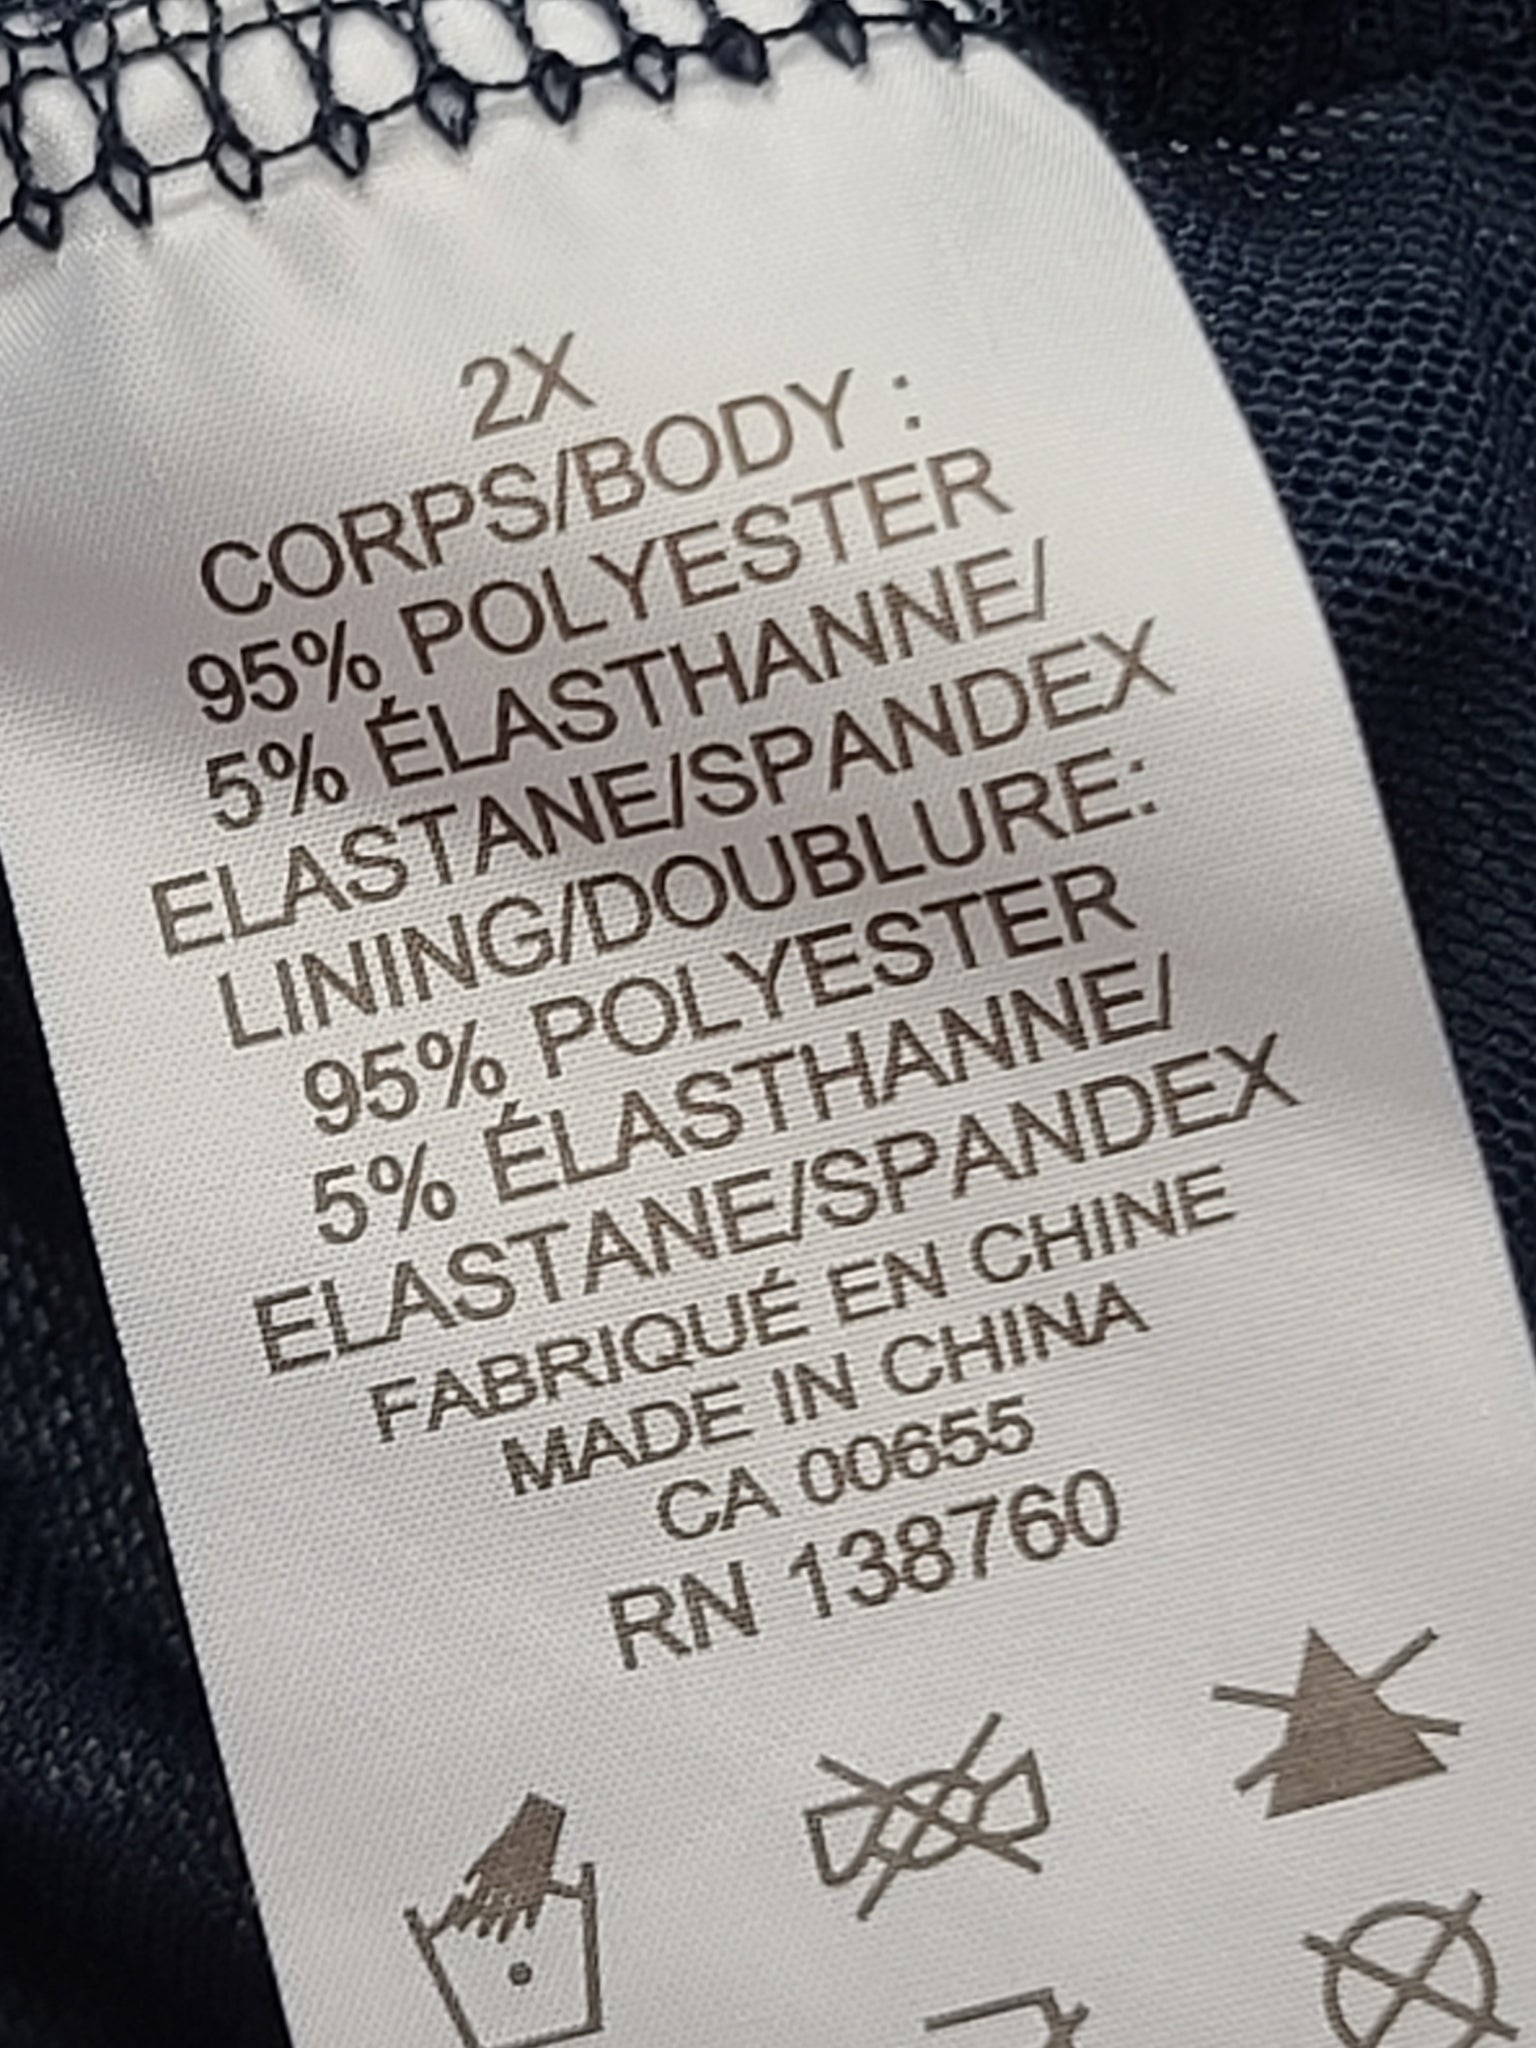 2X
CORPS/BODY :
95% POLYESTER
5% ÉLASTHANNE/
ELASTANE/SPANDEX
LINING/DOUBLURE:
95% POLYESTER
5% ÉLASTHANNE/
ELASTANE/SPANDEX
FABRIQUÉ EN CHINE
MADE IN CHINA
CA 00655
RN 138760